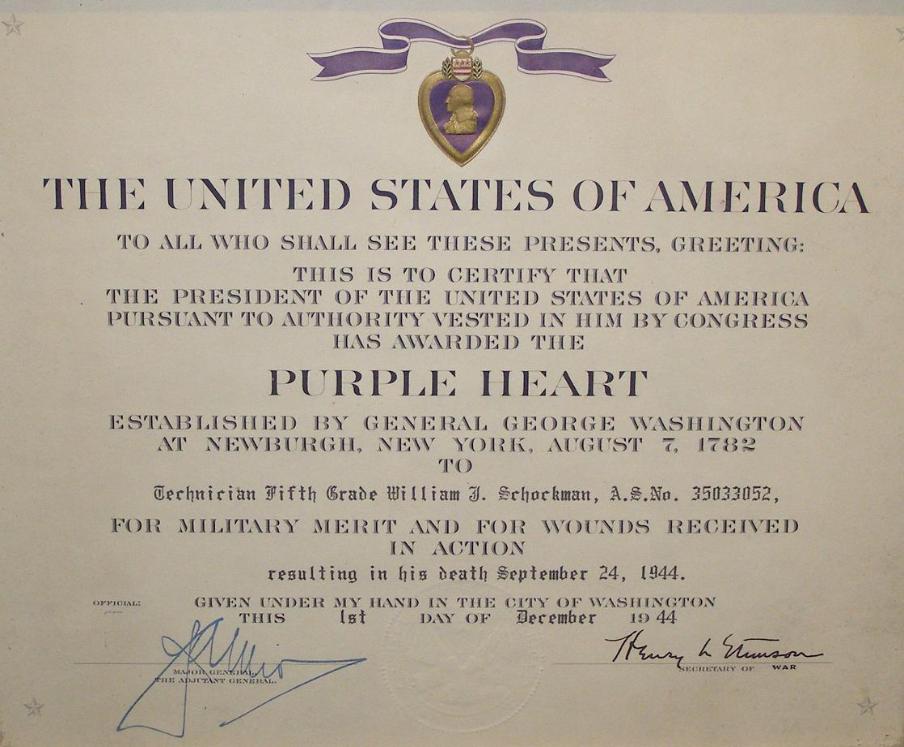 THE UNITED STATES OF AMERICA
TO ALL WHO SHALL SEE THESE PRESENTS, GREETING:
THIS IS TO CERTIFY THAT
THE PRESIDENT OF THE UNITED STATES OF AMERICA
PURSUANT TO AUTHORITY VESTED IN HIM BY CONGRESS
HAS AWARDED THE
PURPLE HEART
ESTABLISHED BY GENERAL GEORGE WASHINGTON
AT NEWBURGH, NEW YORK, AUGUST 7, 1782
TO
Technician Fifth Grade William J. Schockman, A.S.No. 35033052,
FOR MILITARY MERIT AND FOR WOUNDS RECEIVED
IN ACTION
resulting in his death September 24, 1944.
OFFICIAL: GIVEN UNDER MY HAND IN THE CITY OF WASHINGTON
THIS 1st DAY OF December 1944
Henry L Stimson
MAJOR GENERAL SECRETARY OF WAR
THE ADJUTANT GENERAL.